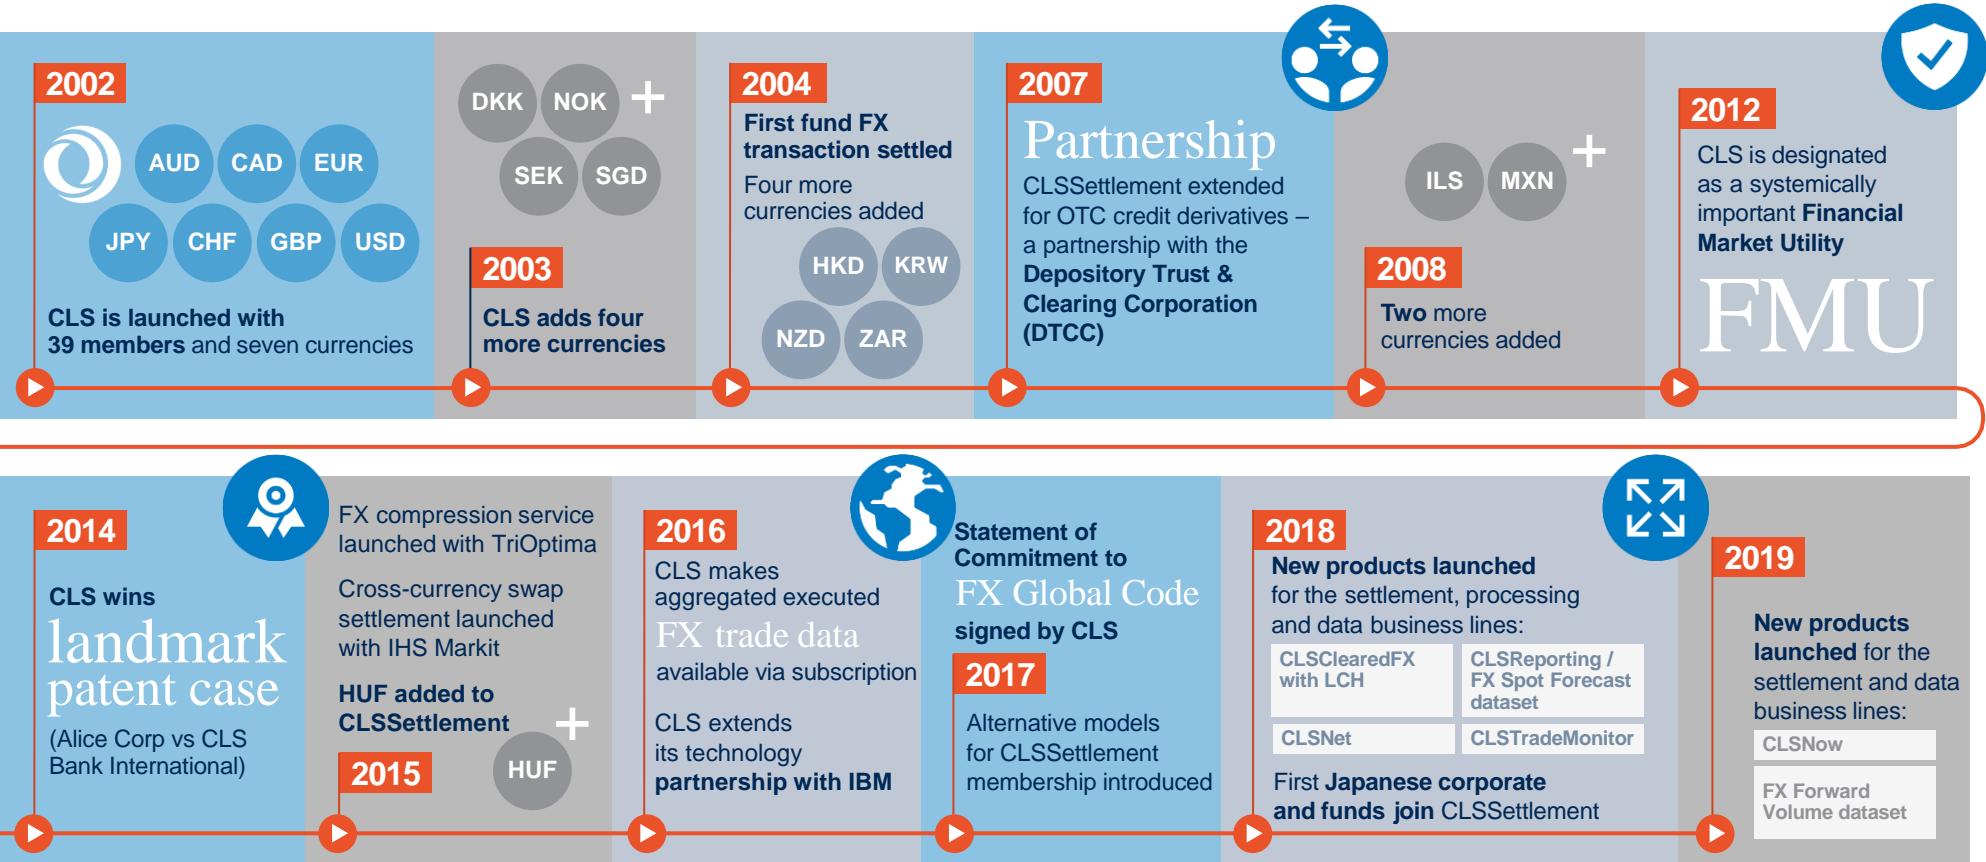 2002
AUD CAD EUR
JPY CHF GBP USD
CLS is launched with
39 members and seven currencies
DKK NOK +
SEK SGD
2003
CLS adds four
more currencies
2004
First fund FX
transaction settled
Four more
currencies added
HKD KRW
NZD ZAR
2007
Partnership
CLSSettlement extended
for OTC credit derivatives –
a partnership with the
Depository Trust &
Clearing Corporation
(DTCC)
ILS MXN +
2008
Two more
currencies added
2012
CLS is designated
as a systemically
important Financial
Market Utility
FMU
2014
CLS wins
landmark
patent case
(Alice Corp vs CLS
Bank International)
FX compression service
launched with TriOptima
Cross-currency swap
settlement launched
with IHS Markit
HUF added to
CLSSettlement
+
HUF
2015
2016
CLS makes
aggregated executed
FX trade data
available via subscription
CLS extends
its technology
partnership with IBM
Statement of
Commitment to
FX Global Code
signed by CLS
2017
Alternative models
for CLSSettlement
membership introduced
2018
New products launched
for the settlement, processing
and data business lines:
CLSClearedFX
with LCH
CLSReporting /
FX Spot Forecast
dataset
CLSNet
CLSTradeMonitor
First Japanese corporate
and funds join CLSSettlement
2019
New products
launched for the
settlement and data
business lines:
CLSNow
FX Forward
Volume dataset